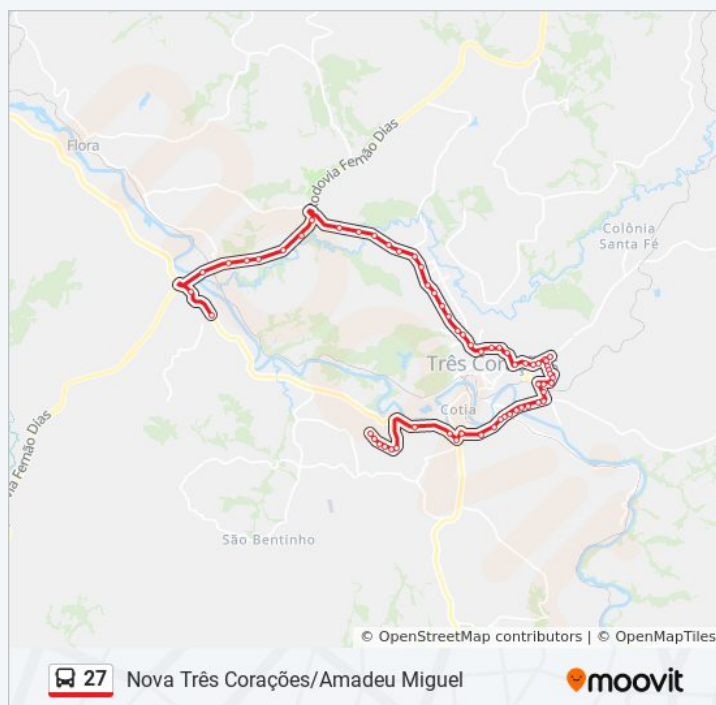 Flora
Rodovia Fernão Dias
Colônia
Santa Fé
Três Coraç
Cotia
via Fernão Dias
São Bentinho
© OpenStreetMap contributors | © OpenMapTiles
27 Nova Três Corações/Amadeu Miguel moovit